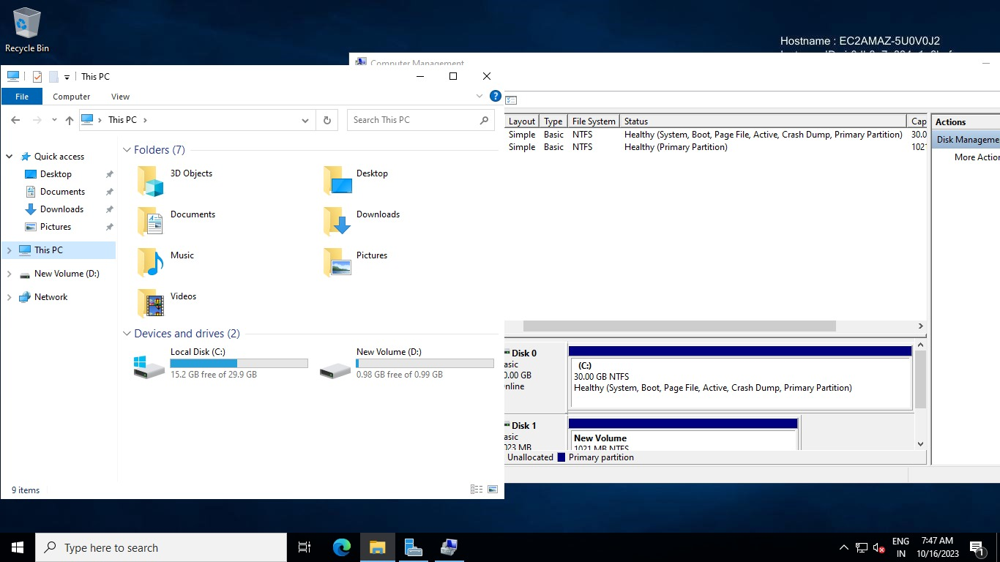 Recycle Bin
Hostname : EC2AMAZ-5U0V0J2
Computer Management
This PC
File Computer View
This PC
Search This PC
Quick access
Desktop
Documents
Downloads
Pictures
This PC
New Volume (D:)
Network
Folders (7)
3D Objects
Desktop
Documents
Downloads
Music
Pictures
Videos
Devices and drives (2)
Local Disk (C:)
15.2 GB free of 29.9 GB
New Volume (D:)
0.98 GB free of 0.99 GB
9 items
Layout Type File System Status Cap
Simple Basic NTFS Healthy (System, Boot, Page File, Active, Crash Dump, Primary Partition) 30.0
Simple Basic NTFS Healthy (Primary Partition) 1021
Actions
Disk Manageme
More Action
Disk 0
asic
0.00 GB
nline
(C:)
30.00 GB NTFS
Healthy (System, Boot, Page File, Active, Crash Dump, Primary Partition)
Disk 1
asic
023 MB
New Volume
1021 MB NTFS
Unallocated Primary partition
Type here to search
ENG
IN
7:47 AM
10/16/2023
1